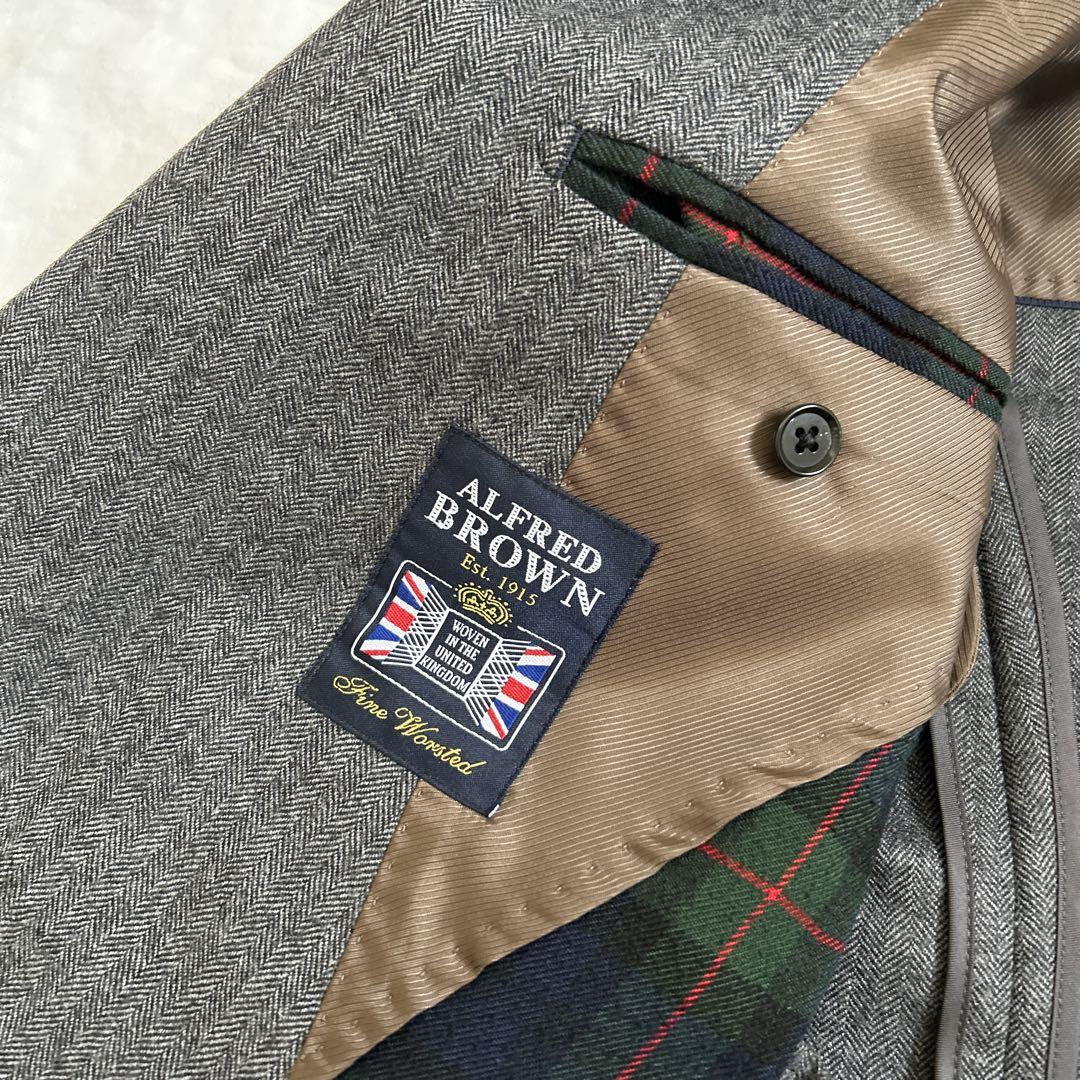 ALFRED
BROWN
Est. 1915
WOVEN
IN THE
UNITED
KINGDOM
Fine Worsted